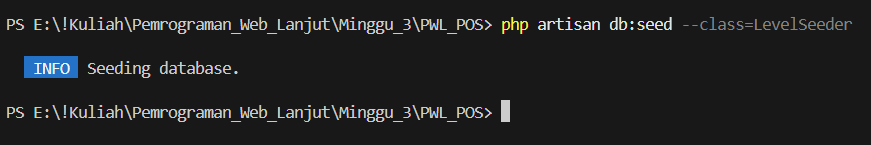 PS E:\!Kuliah\Pemrograman_Web_Lanjut\Minggu_3\PWL_POS> php artisan db:seed --class=LevelSeeder
INFO Seeding database.
PS E:\!Kuliah\Pemrograman_Web_Lanjut\Minggu_3\PWL_POS>